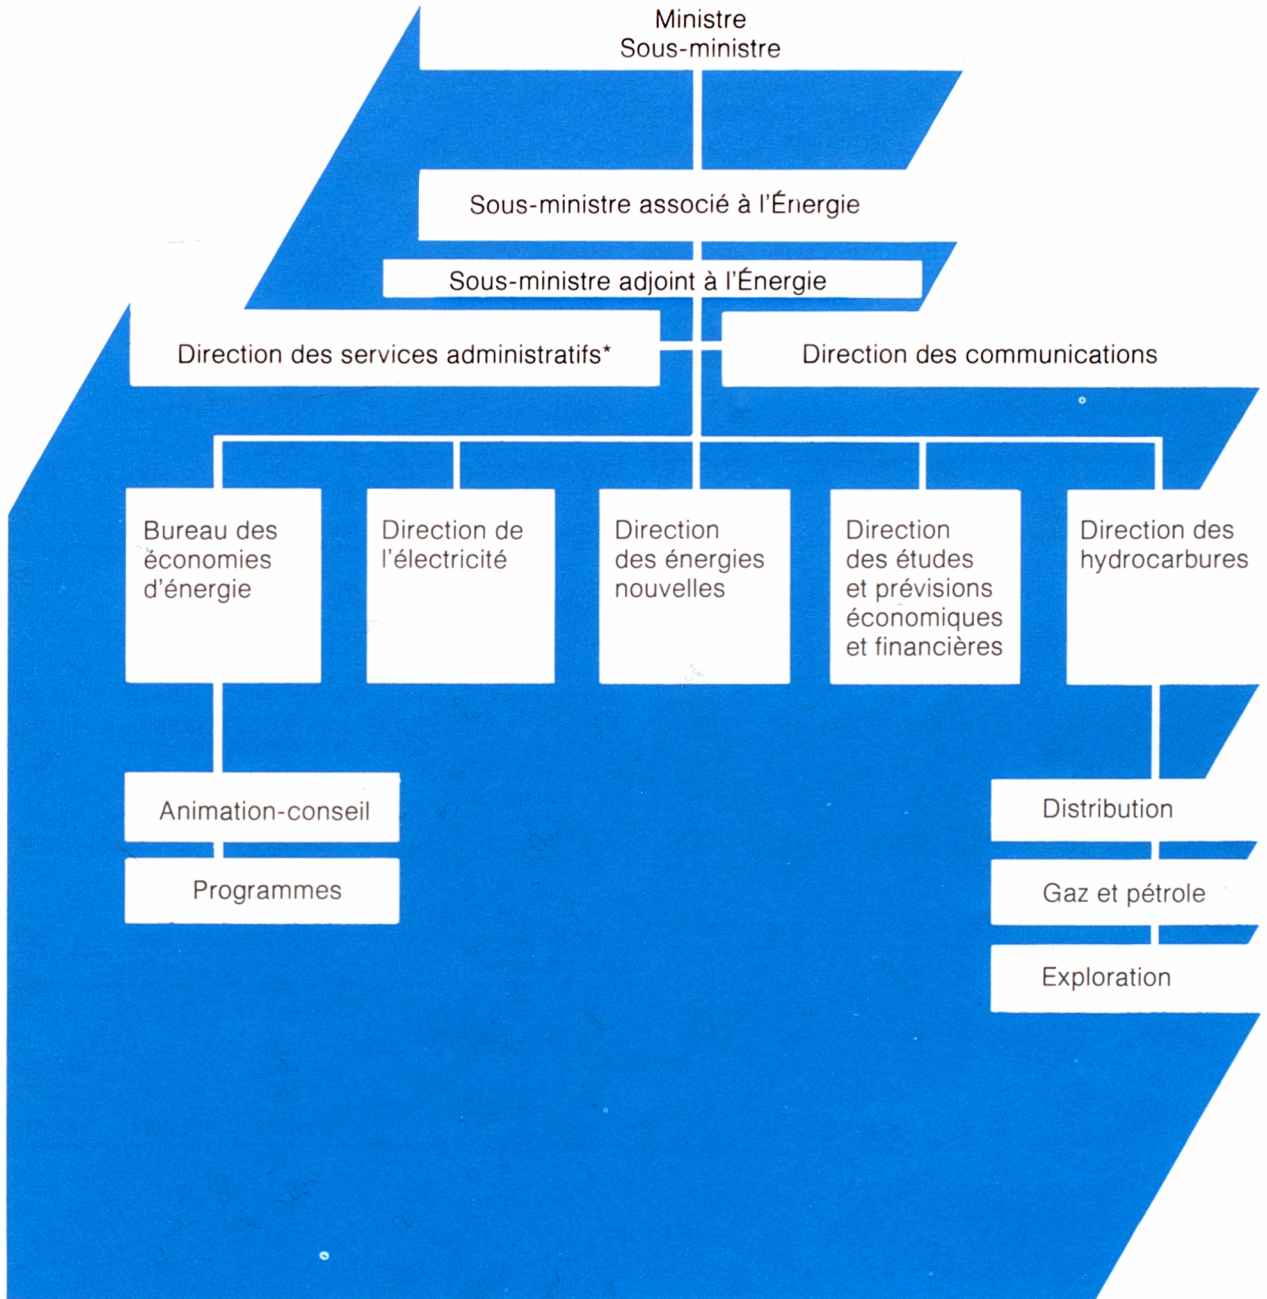 Ministre
Sous-ministre
Sous-ministre associé à l'Énergie
Sous-ministre adjoint à l'Énergie
Direction des services administratifs*
Direction des communications
Bureau des
économies
d'énergie
Direction de
l'électricité
Direction
des énergies
nouvelles
Direction
des études
et prévisions
économiques
et financières
Direction des
hydrocarbures
Animation-conseil
Programmes
Distribution
Gaz et pétrole
Exploration